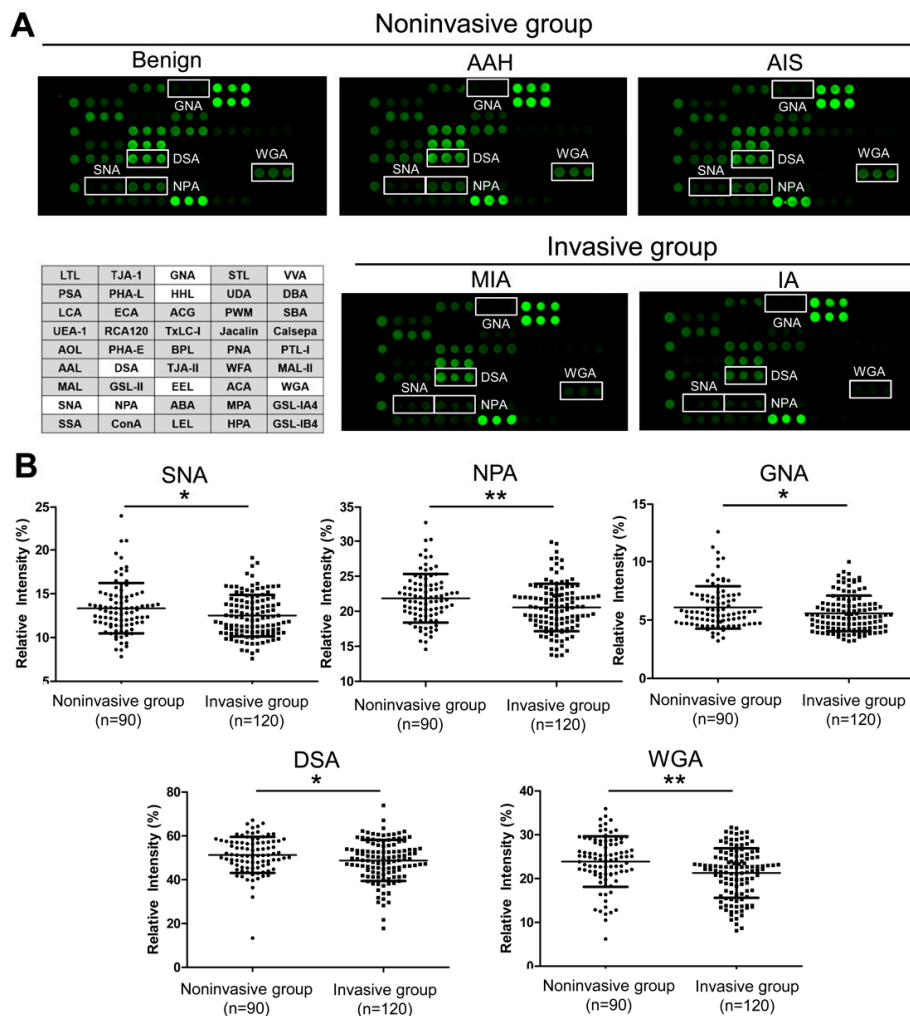 A
Noninvasive group
Benign
AAH
AIS
GNA
DSA
WGA
SNA
NPA
GNA
DSA
WGA
SNA
NPA
GNA
DSA
WGA
SNA
NPA
Invasive group
MIA
IA
GNA
DSA
WGA
SNA
NPA
GNA
DSA
WGA
SNA
NPA
LTL TJA-1 GNA STL VVA
PSA PHA-L HHL UDA DBA
LCA ECA ACG PWM SBA
UEA-1 RCA120 TxLC-I Jacalin Calsepa
AOL PHA-E BPL PNA PTL-I
AAL DSA TJA-II WFA MAL-II
MAL GSL-II EEL ACA WGA
SNA NPA ABA MPA GSL-IA4
SSA ConA LEL HPA GSL-IB4
B
SNA
*
Relative Intensity (%)
25
20
15
10
5
Noninvasive group Invasive group
(n=90) (n=120)
NPA
**
Relative Intensity (%)
35
30
25
20
15
10
Noninvasive group Invasive group
(n=90) (n=120)
GNA
*
Relative Intensity (%)
15
10
5
0
Noninvasive group Invasive group
(n=90) (n=120)
DSA
*
Relative Intensity (%)
80
60
40
20
0
Noninvasive group Invasive group
(n=90) (n=120)
WGA
**
Relative Intensity (%)
40
30
20
10
0
Noninvasive group Invasive group
(n=90) (n=120)